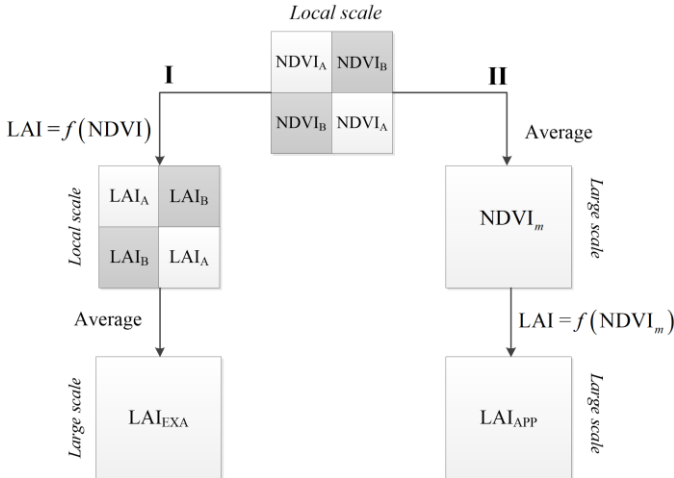 Local scale
NDVI_A NDVI_B
I
II
NDVI_B NDVI_A
LAI = f(NDVI)
Average
LAI_A LAI_B
LAI_B LAI_A
Local scale
NDVI_m
Large scale
Average
LAI = f(NDVI_m)
LAI_EXA
Large scale
LAI_APP
Large scale